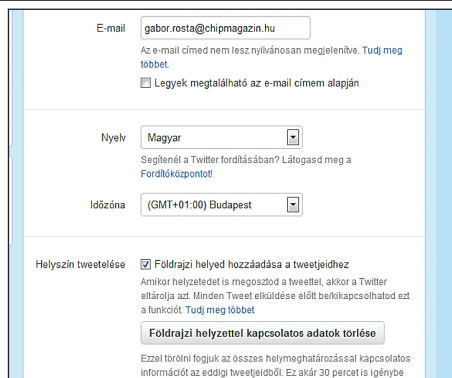 E-mail gabor.rosta@chipmagazin.hu
Az e-mail címed nem lesz nyilvánosan megjelenítve. Tudj meg
többet.
Legyek megtalálható az e-mail címem alapján
Nyelv Magyar
Segítenél a Twitter fordításában? Látogasd meg a
Fordítóközpontot!
Időzóna (GMT+01:00) Budapest
Helyszín tweetelése Földrajzi helyed hozzáadása a tweetjeidhez
Amikor helyzetedet is megosztod a tweettel, akkor a Twitter
eltárolja azt. Minden Tweet elküldése előtt be/kikapcsolhatod ezt
a funkciót. Tudj meg többet
Földrajzi helyzettel kapcsolatos adatok törlése
Ezzel törölni fogjuk az összes helymeghatározással kapcsolatos
információt az eddigi tweetjeidből. Ez akár 30 percet is igénybe